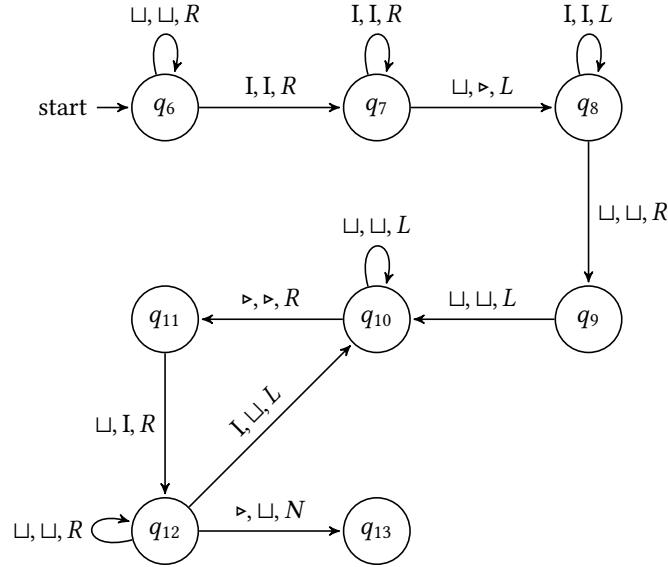 ⊔, ⊔, R
I, I, R
I, I, L
I, I, R
⊔, ▹, L
start
q₆
q₇
q₈
⊔, ⊔, R
⊔, ⊔, L
▹, ▹, R
⊔, ⊔, L
q₁₁
q₁₀
q₉
⊔, I, R
I, ⊔, L
▹, ⊔, N
⊔, ⊔, R
q₁₂
q₁₃